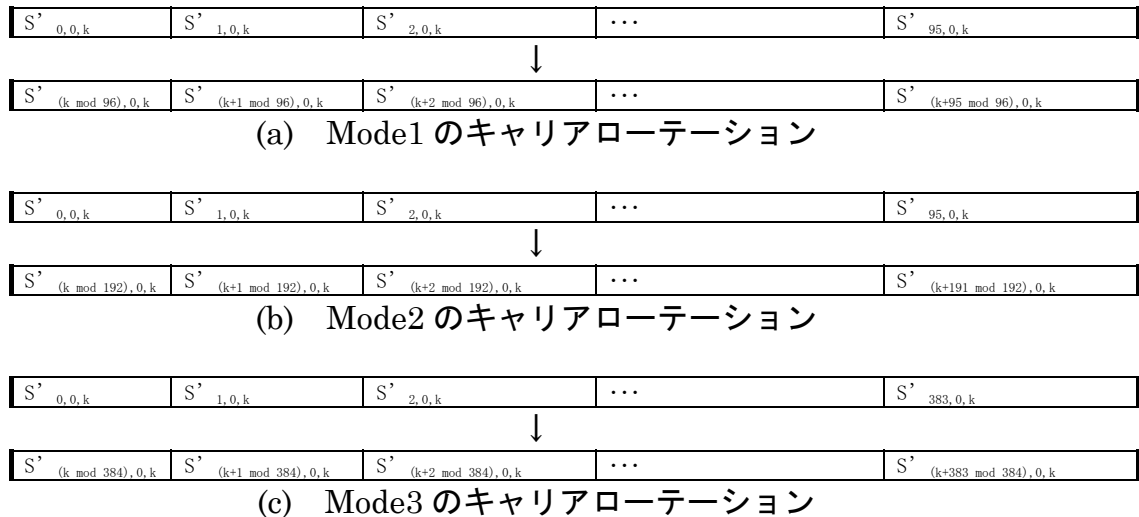 S’ 0,0,k S’ 1,0,k S’ 2,0,k ・・・ S’ 95,0,k
↓
S’ (k mod 96),0,k S’ (k+1 mod 96),0,k S’ (k+2 mod 96),0,k ・・・ S’ (k+95 mod 96),0,k
(a) Mode1 のキャリアローテーション
S’ 0,0,k S’ 1,0,k S’ 2,0,k ・・・ S’ 95,0,k
↓
S’ (k mod 192),0,k S’ (k+1 mod 192),0,k S’ (k+2 mod 192),0,k ・・・ S’ (k+191 mod 192),0,k
(b) Mode2 のキャリアローテーション
S’ 0,0,k S’ 1,0,k S’ 2,0,k ・・・ S’ 383,0,k
↓
S’ (k mod 384),0,k S’ (k+1 mod 384),0,k S’ (k+2 mod 384),0,k ・・・ S’ (k+383 mod 384),0,k
(c) Mode3 のキャリアローテーション